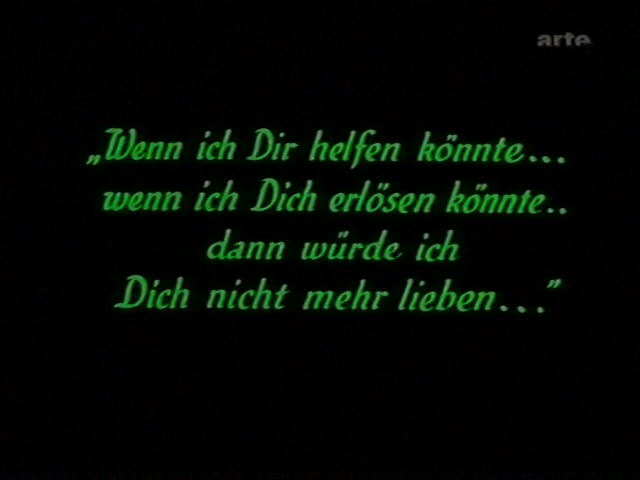 arte
„Wenn ich Dir helfen könnte...
wenn ich Dich erlösen könnte..
dann würde ich
Dich nicht mehr lieben..."